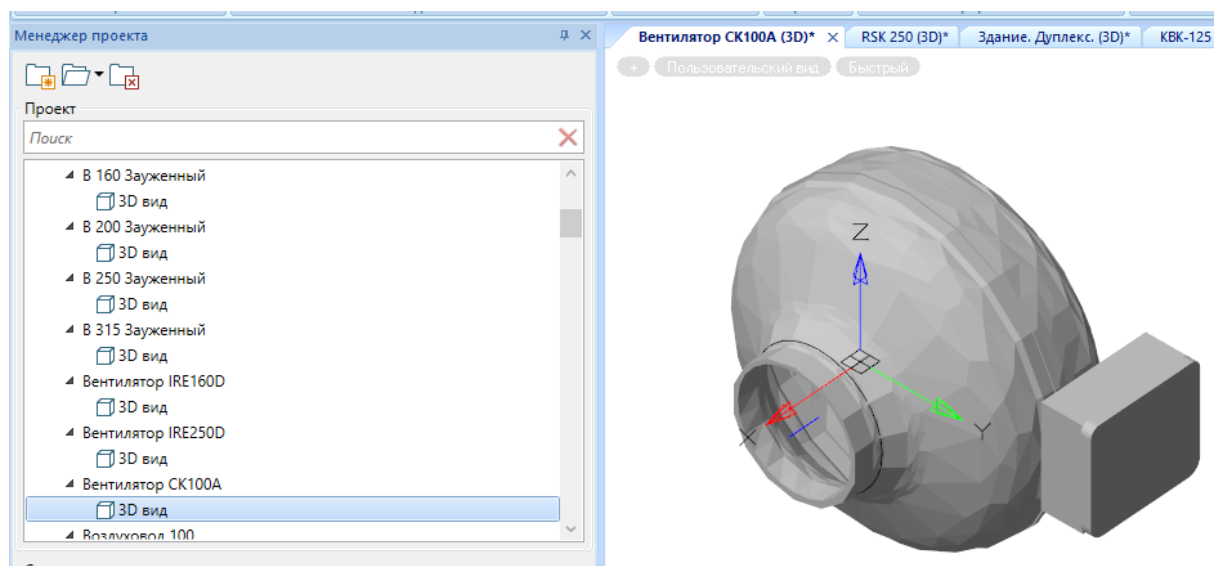 Менеджер проекта
Проект
Поиск
В 160 Зауженный
3D вид
В 200 Зауженный
3D вид
В 250 Зауженный
3D вид
В 315 Зауженный
3D вид
Вентилятор IRE160D
3D вид
Вентилятор IRE250D
3D вид
Вентилятор СК100А
3D вид
Воздуховод 100
Вентилятор СК100А (3D)*
RSK 250 (3D)*
Здание. Дуплекс. (3D)*
КВК-125
+
Пользовательский вид
Быстрый
Z
X
Y